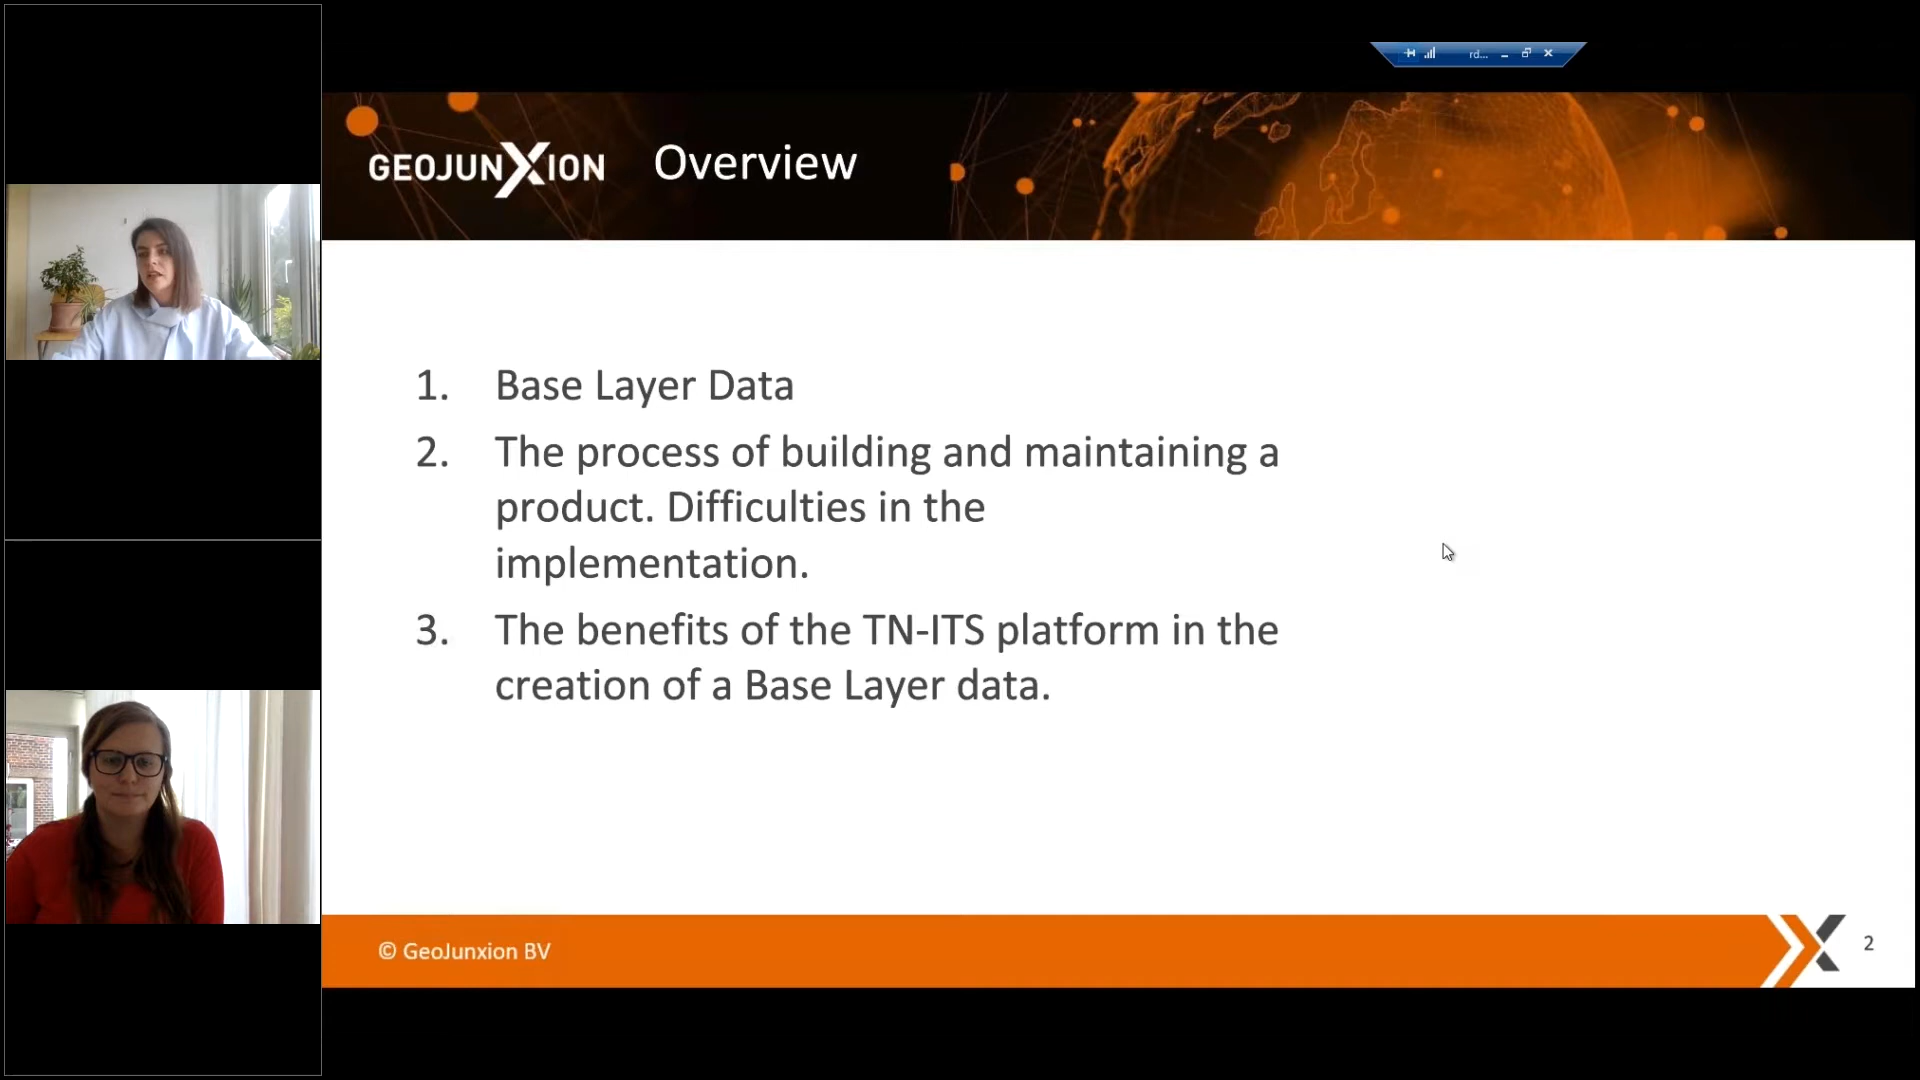 rd...
GEOJUNXION Overview
1. Base Layer Data
2. The process of building and maintaining a
product. Difficulties in the
implementation.
3. The benefits of the TN-ITS platform in the
creation of a Base Layer data.
© GeoJunxion BV
2